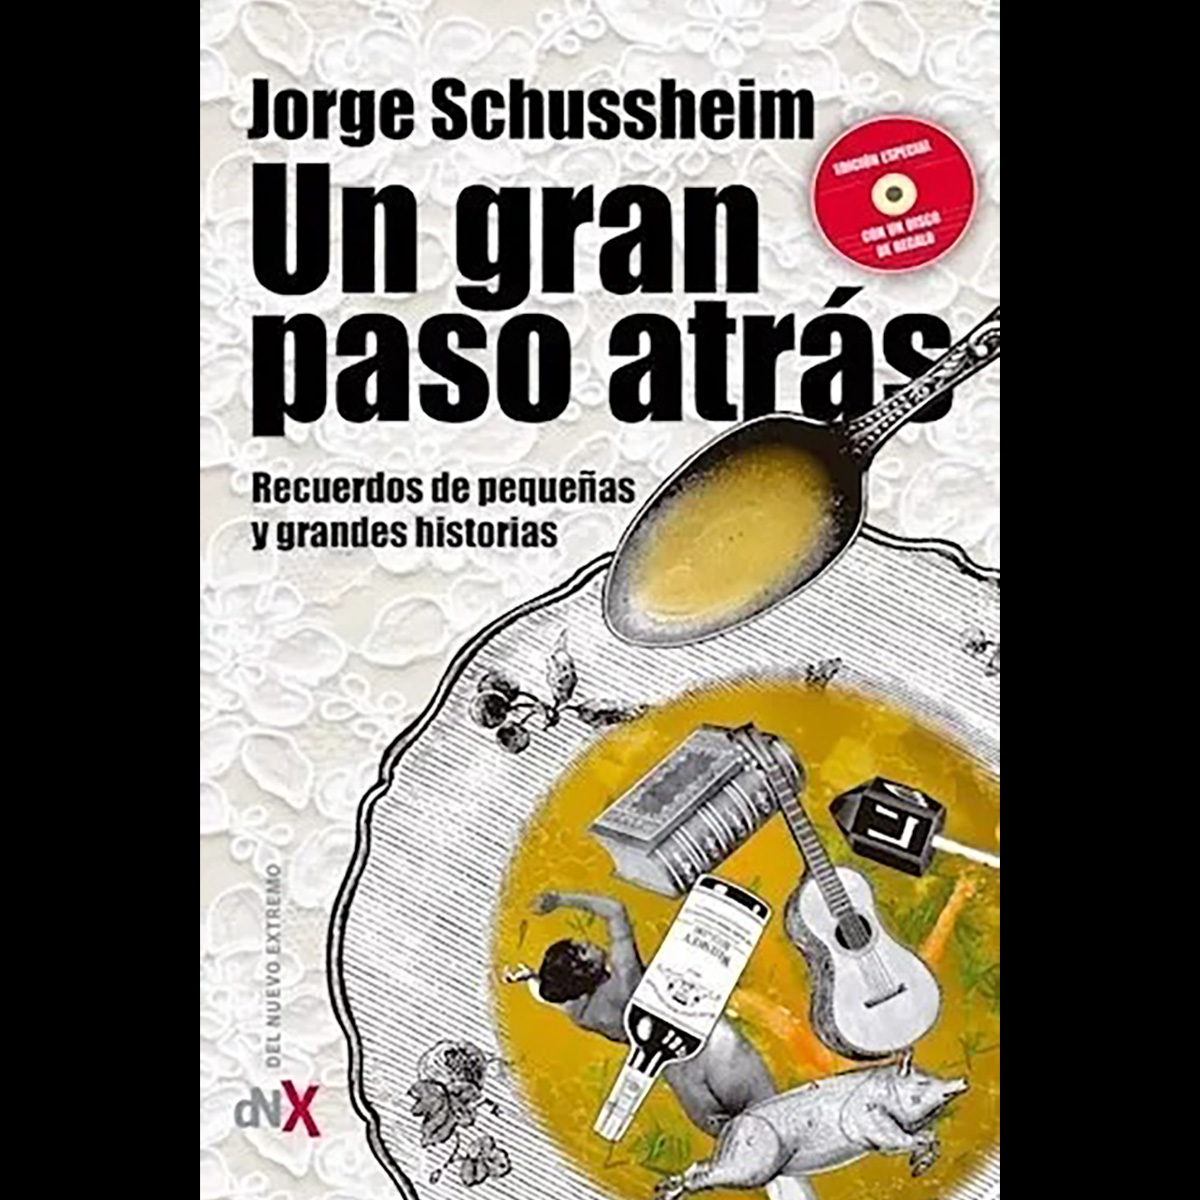 Jorge Schussheim
Un gran
paso atrás
EDICIÓN ESPECIAL
CON UN DISCO
DE REGALO
Recuerdos de pequeñas
y grandes historias
DEL NUEVO EXTREMO
dNX